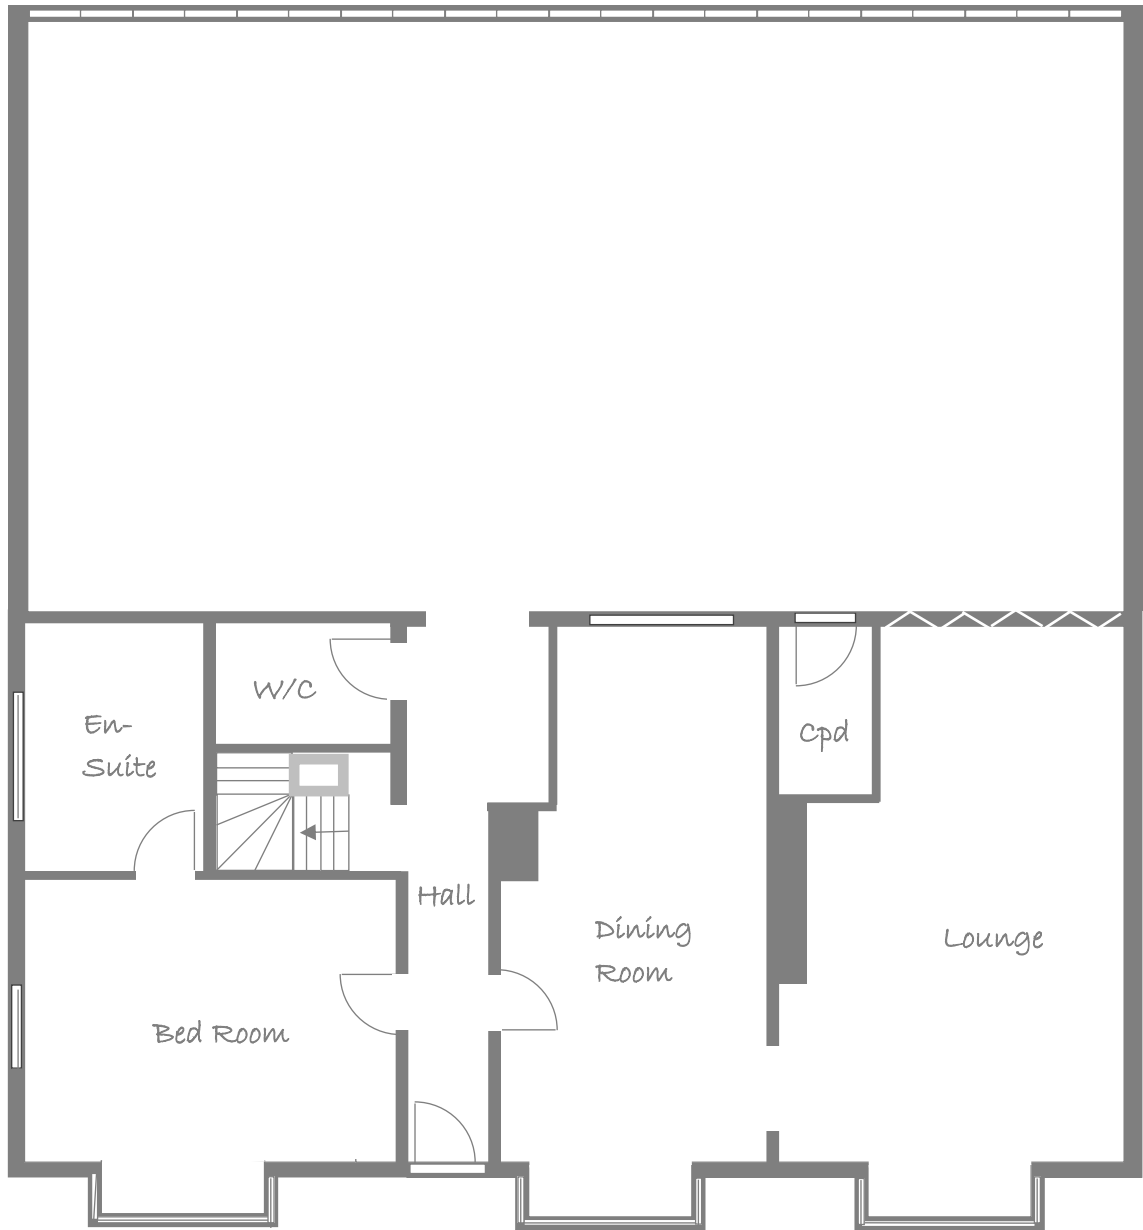 W/C
En-
Suite
Cpd
Hall
Dining
Room
Lounge
Bed Room